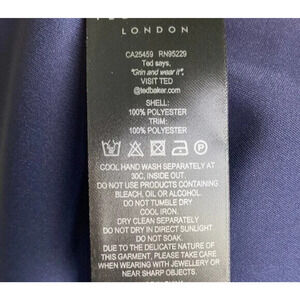 LONDON
CA25459 RN95229
Ted says,
"Grin and wear it",
VISIT TED
@tedbaker.com
SHELL:
100% POLYESTER
TRIM:
100% POLYESTER
COOL HAND WASH SEPARATELY AT
30C, INSIDE OUT.
DO NOT USE PRODUCTS CONTAINING
BLEACH, OIL OR ALCOHOL.
DO NOT TUMBLE DRY
COOL IRON.
DRY CLEAN SEPARATELY
DO NOT DRY IN DIRECT SUNLIGHT
DO NOT SOAK.
DUE TO THE DELICATE NATURE OF
THIS GARMENT, PLEASE TAKE CARE
WHEN WEARING WITH JEWELLERY OR
NEAR SHARP OBJECTS.